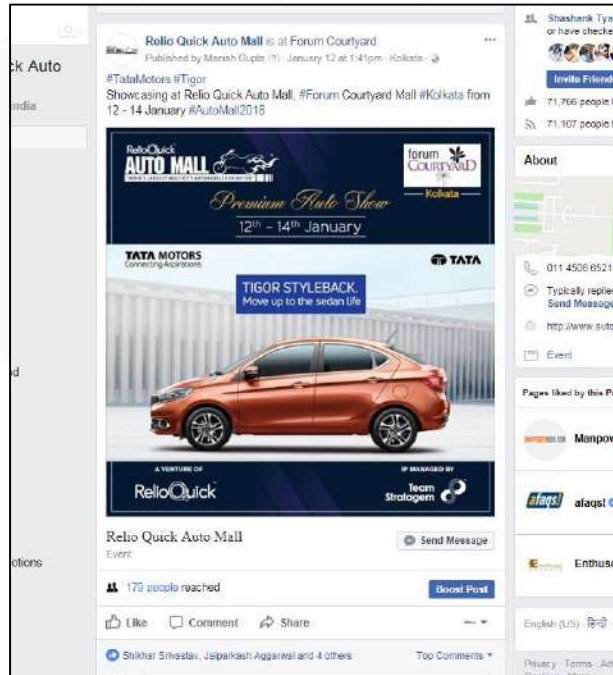 ck Auto
ndia
Relio Quick Auto Mall is at Forum Courtyard.
Published by Manish Gupta [?] · January 12 at 1:41pm · Kolkata ·
#TataMotors #Tigor
Showcasing at Relio Quick Auto Mall, #Forum Courtyard Mall #Kolkata from
12 - 14 January #AutoMall2018
RelioQuick
AUTO MALL
forum
COURTYARD
Kolkata
Premium Auto Show
12th - 14th January
TATA MOTORS
Connecting Aspirations
TATA
TIGOR STYLEBACK.
Move up to the sedan life
A VENTURE OF
RelioQuick
IP MANAGED BY
Team
Stratagem
Relio Quick Auto Mall
Event
Send Message
179 people reached
Boost Post
Like Comment Share
Shikhar Srivastav, Jaiparkash Aggarwal and 4 others
Top Comments
otions
Shashank Tya
or have checke
Invite Friend
71,766 people
71,107 people
About
011 4506 6521
Typically replies
Send Message
http://www.auto
Event
Pages liked by this P
Manpow
afaqs! afaqs!
Enthuse
English (US) · हिन्दी ·
Privacy · Terms · Ad